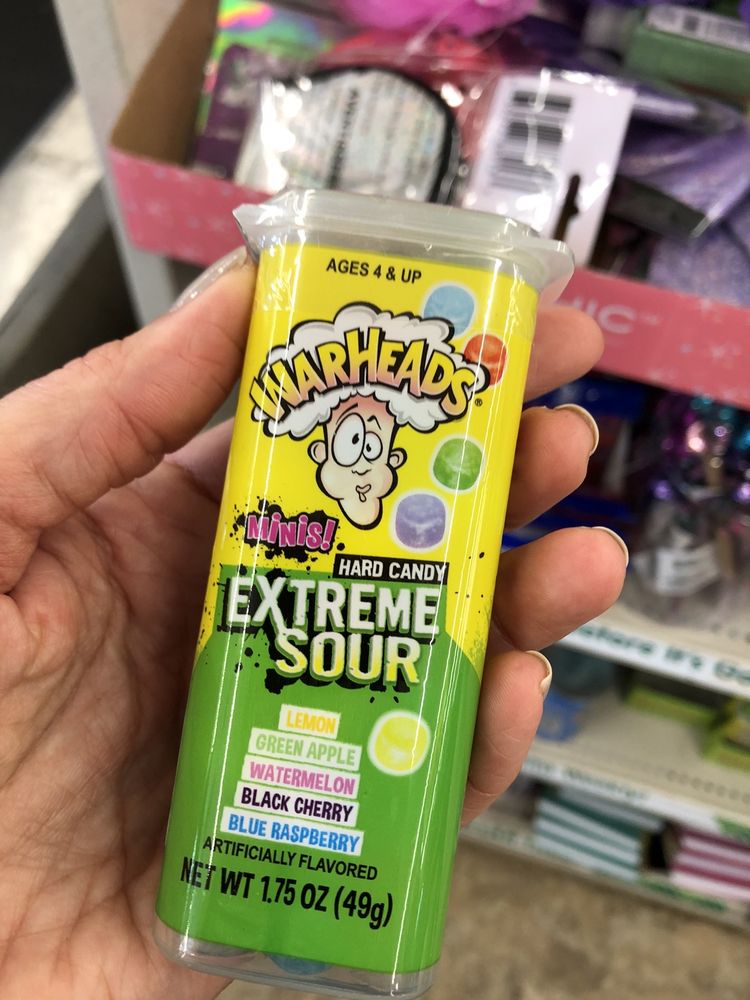 AGES 4 & UP
WARHEADS®
MINIS!
HARD CANDY
EXTREME
SOUR
LEMON
GREEN APPLE
WATERMELON
BLACK CHERRY
BLUE RASPBERRY
ARTIFICIALLY FLAVORED
NET WT 1.75 OZ (49g)